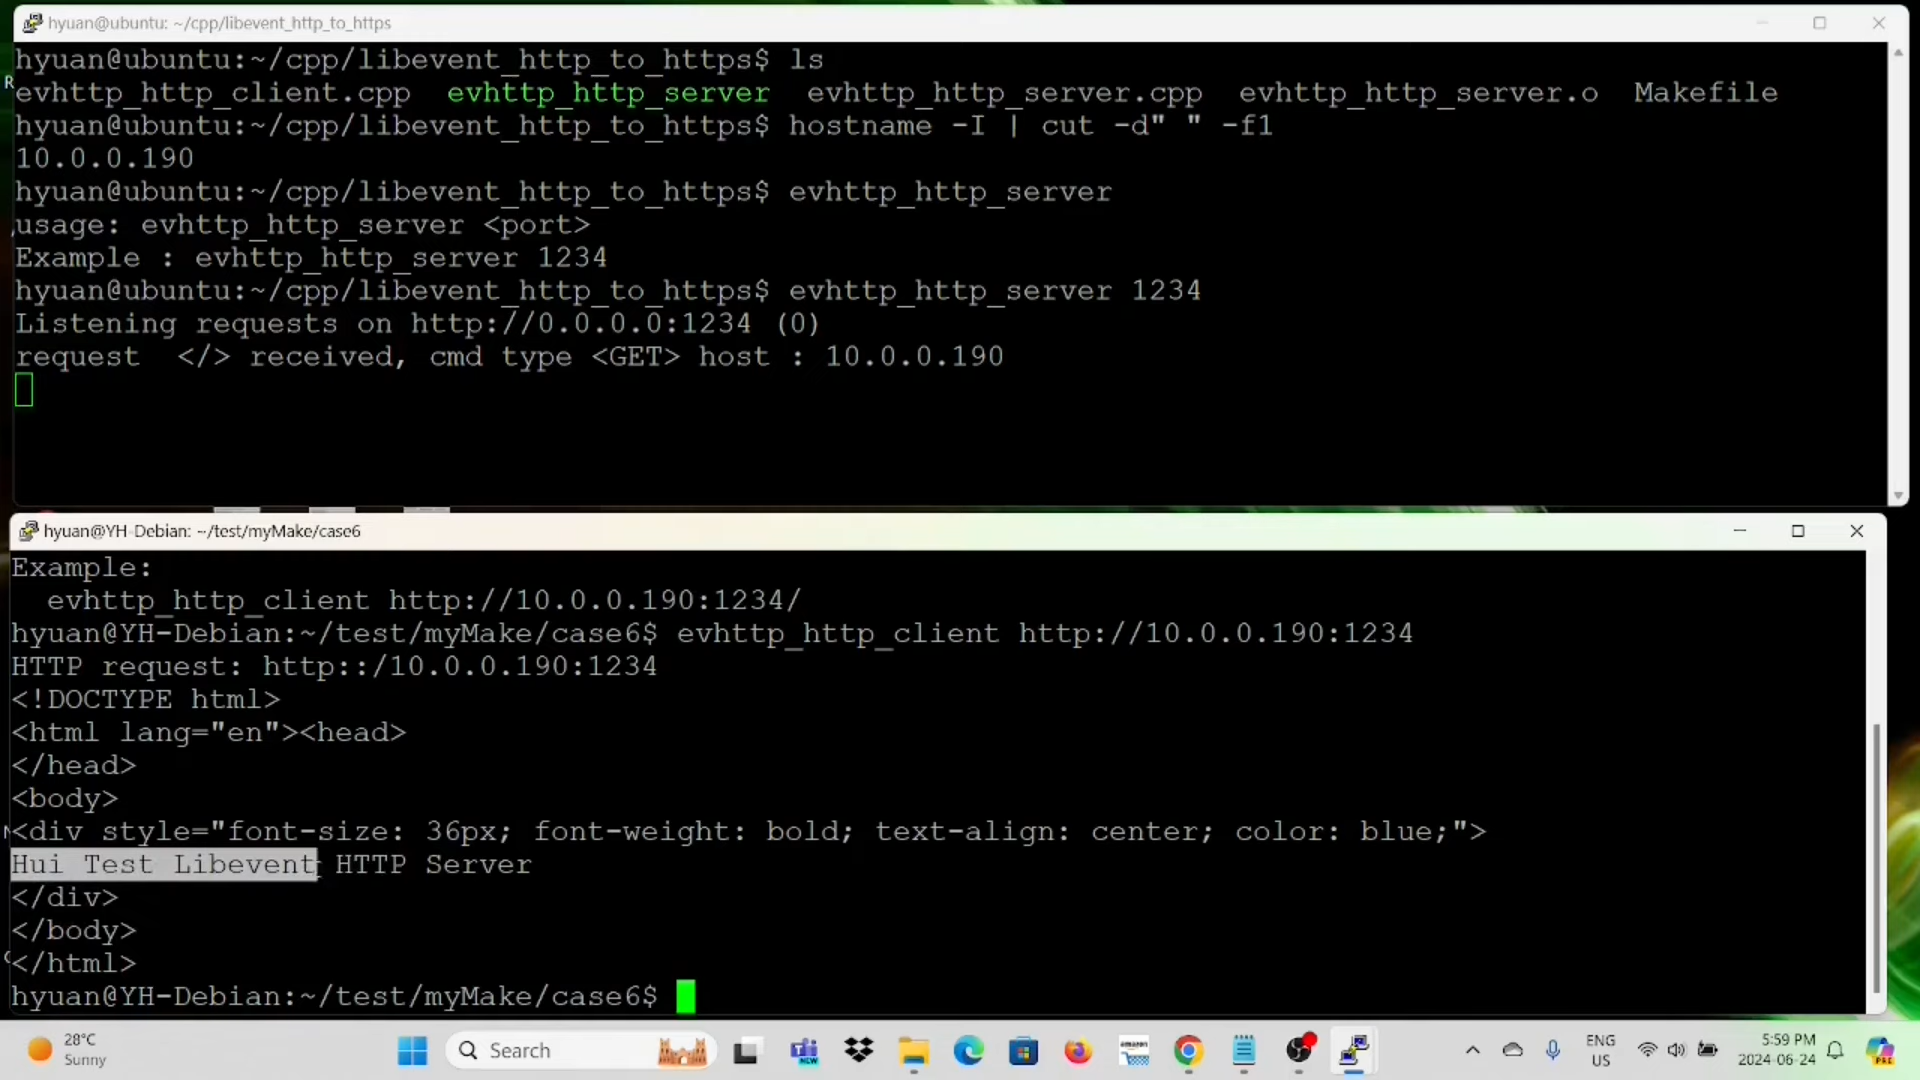 hyuan@ubuntu: ~/cpp/libevent_http_to_https
hyuan@ubuntu:~/cpp/libevent_http_to_https$ ls
evhttp_http_client.cpp  evhttp_http_server  evhttp_http_server.cpp  evhttp_http_server.o  Makefile
hyuan@ubuntu:~/cpp/libevent_http_to_https$ hostname -I | cut -d" " -f1
10.0.0.190
hyuan@ubuntu:~/cpp/libevent_http_to_https$ evhttp_http_server
usage: evhttp_http_server <port>
Example : evhttp_http_server 1234
hyuan@ubuntu:~/cpp/libevent_http_to_https$ evhttp_http_server 1234
Listening requests on http://0.0.0.0:1234 (0)
request  </> received, cmd type <GET> host : 10.0.0.190
hyuan@YH-Debian: ~/test/myMake/case6
Example:
  evhttp_http_client http://10.0.0.190:1234/
hyuan@YH-Debian:~/test/myMake/case6$ evhttp_http_client http://10.0.0.190:1234
HTTP request: http::/10.0.0.190:1234
<!DOCTYPE html>
<html lang="en"><head>
</head>
<body>
<div style="font-size: 36px; font-weight: bold; text-align: center; color: blue;">
Hui Test Libevent HTTP Server
</div>
</body>
</html>
hyuan@YH-Debian:~/test/myMake/case6$
28°C
Sunny
Search
NEW
amazon
ENG
US
5:59 PM
2024-06-24
PRE